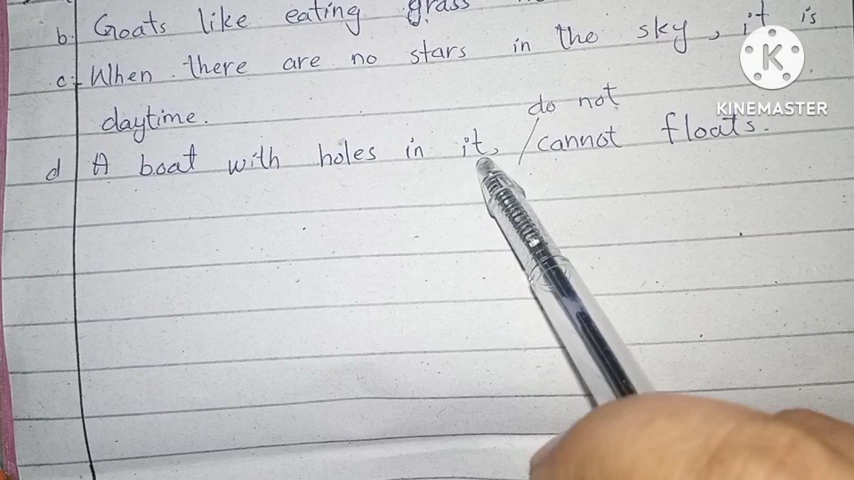 b. Goats like eating grass
c. When there are no stars in the sky, it is
KINEMASTER
daytime.
do not
d A boat with holes in it, / cannot floats.